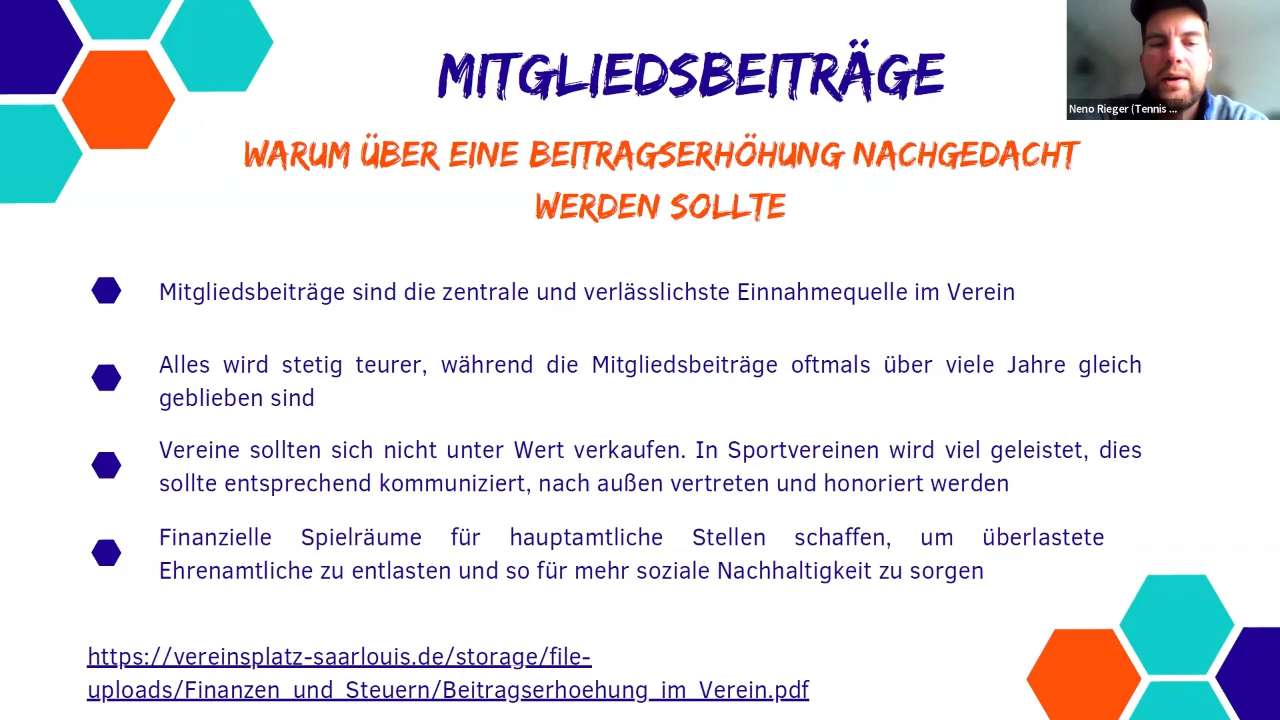 MITGLIEDSBEITRÄGE
Neno Rieger (Tennis ...
WARUM ÜBER EINE BEITRAGSERHÖHUNG NACHGEDACHT
WERDEN SOLLTE
Mitgliedsbeiträge sind die zentrale und verlässlichste Einnahmequelle im Verein
Alles wird stetig teurer, während die Mitgliedsbeiträge oftmals über viele Jahre gleich
geblieben sind
Vereine sollten sich nicht unter Wert verkaufen. In Sportvereinen wird viel geleistet, dies
sollte entsprechend kommuniziert, nach außen vertreten und honoriert werden
Finanzielle Spielräume für hauptamtliche Stellen schaffen, um überlastete
Ehrenamtliche zu entlasten und so für mehr soziale Nachhaltigkeit zu sorgen
https://vereinsplatz-saarlouis.de/storage/file-
uploads/Finanzen_und_Steuern/Beitragserhoehung_im_Verein.pdf